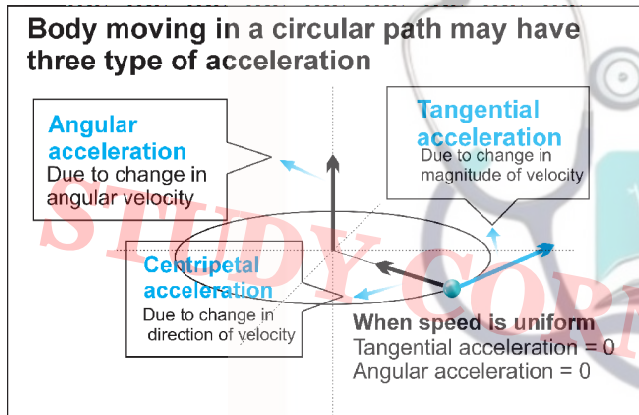 Body moving in a circular path may have
three type of acceleration
Angular
acceleration
Due to change in
angular velocity
Tangential
acceleration
Due to change in
magnitude of velocity
Centripetal
acceleration
Due to change in
direction of velocity
When speed is uniform
Tangential acceleration = 0
Angular acceleration = 0
STUDY CORN